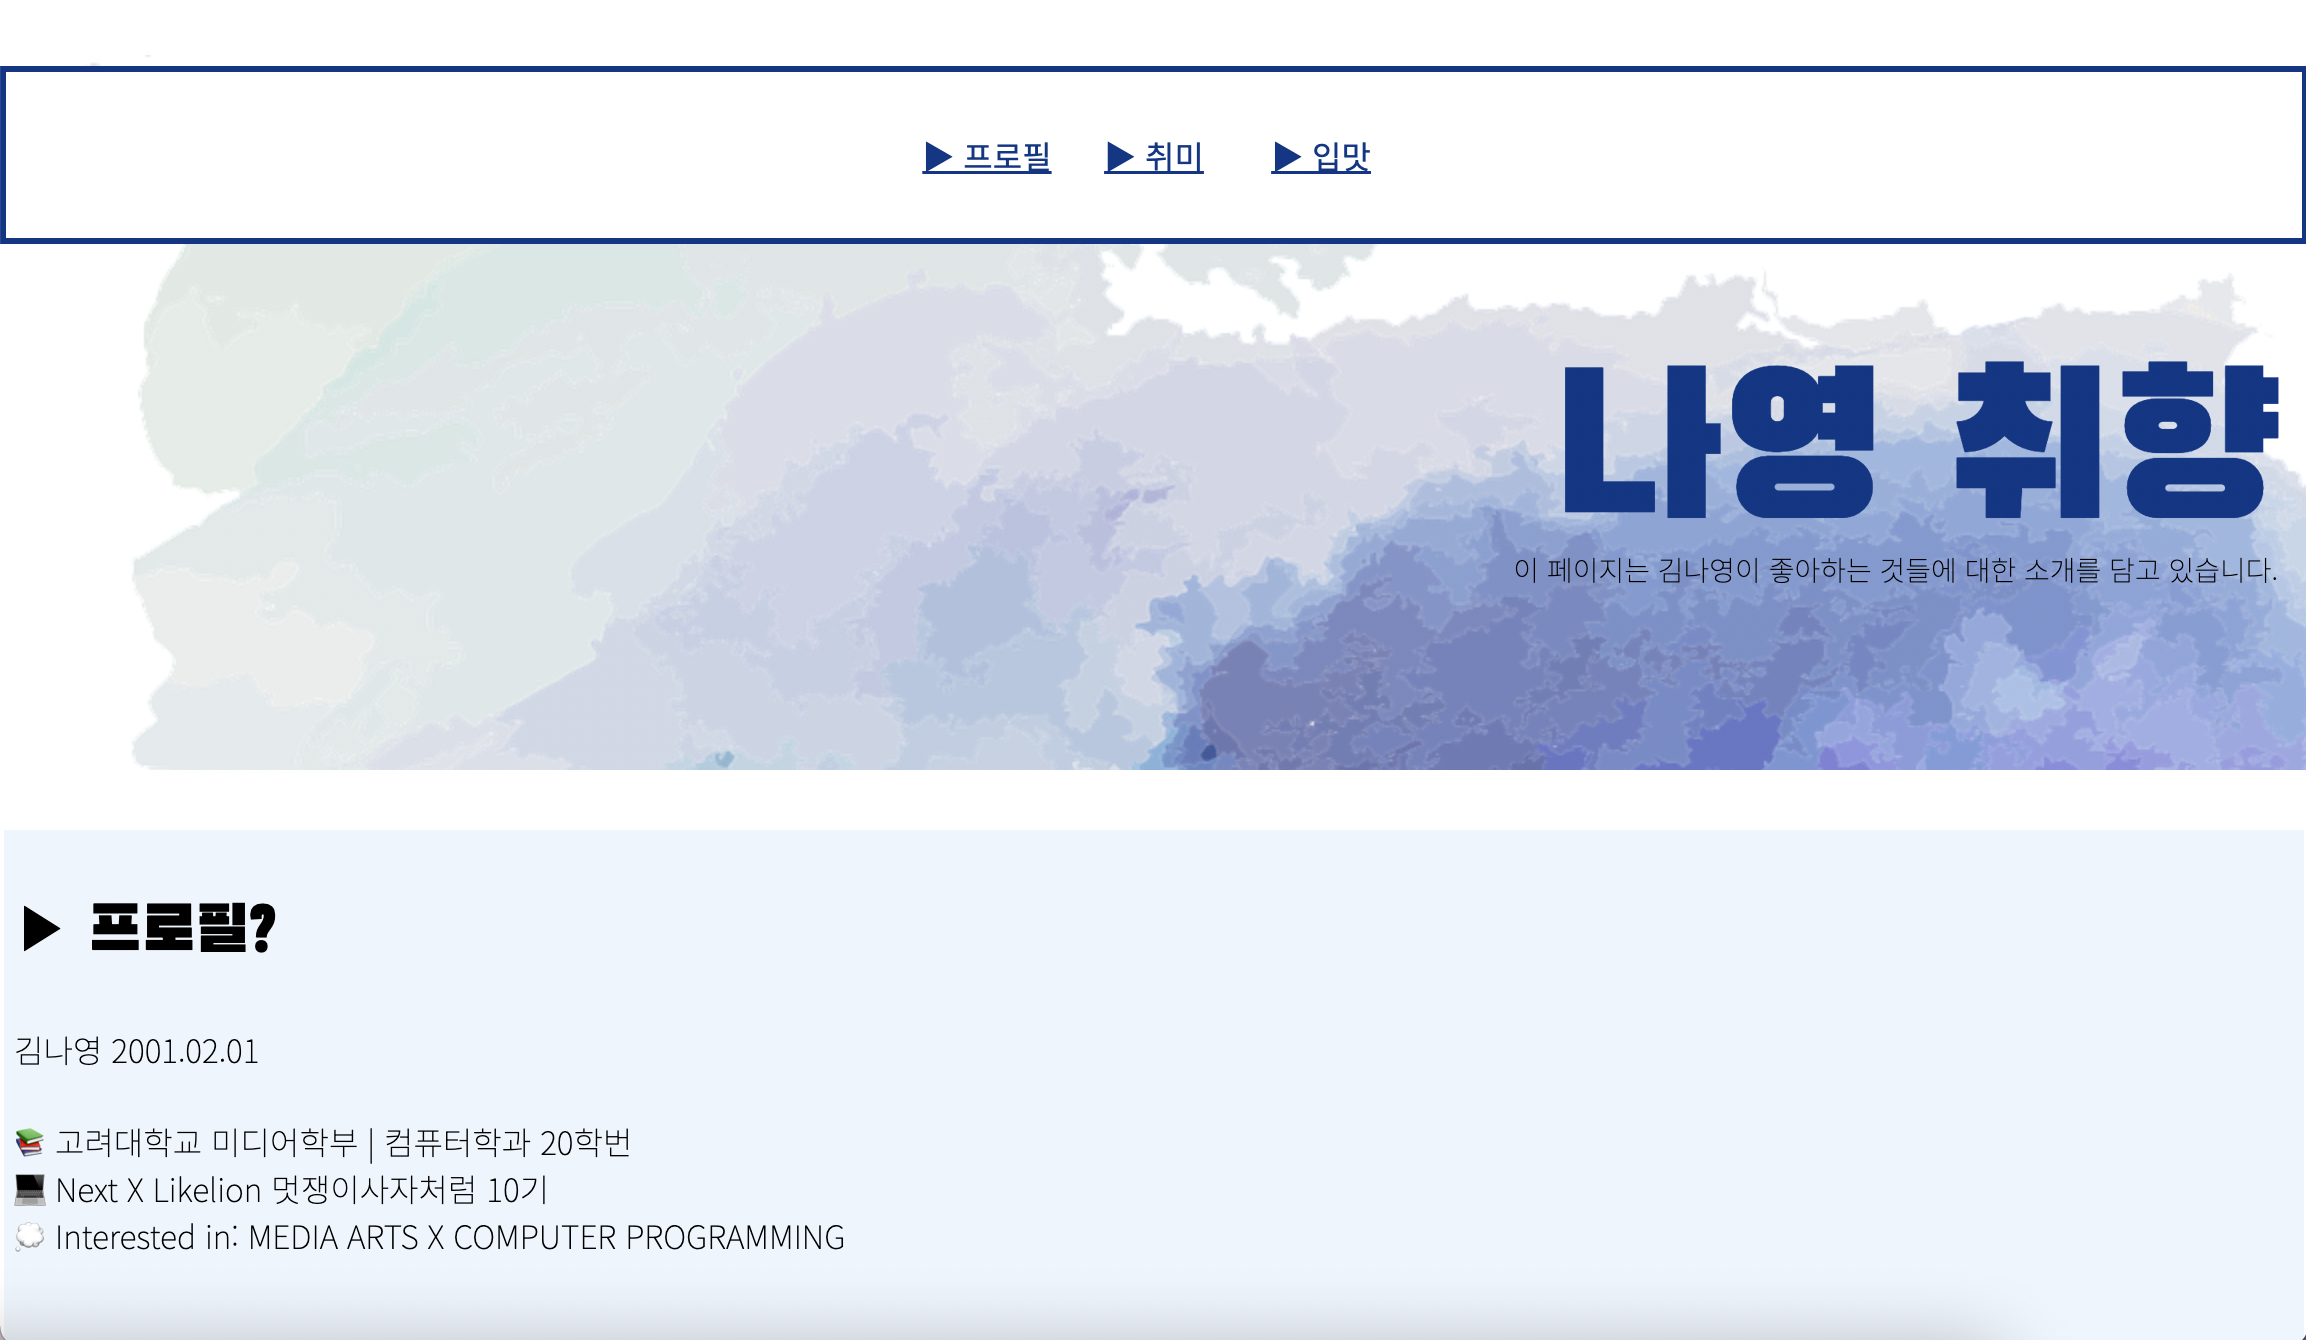 ▶ 프로필 ▶ 취미 ▶ 입맛
나영 취향
이 페이지는 김나영이 좋아하는 것들에 대한 소개를 담고 있습니다.
▶ 프로필?
김나영 2001.02.01
📚 고려대학교 미디어학부 | 컴퓨터학과 20학번
💻 Next X Likelion 멋쟁이사자처럼 10기
💭 Interested in: MEDIA ARTS X COMPUTER PROGRAMMING